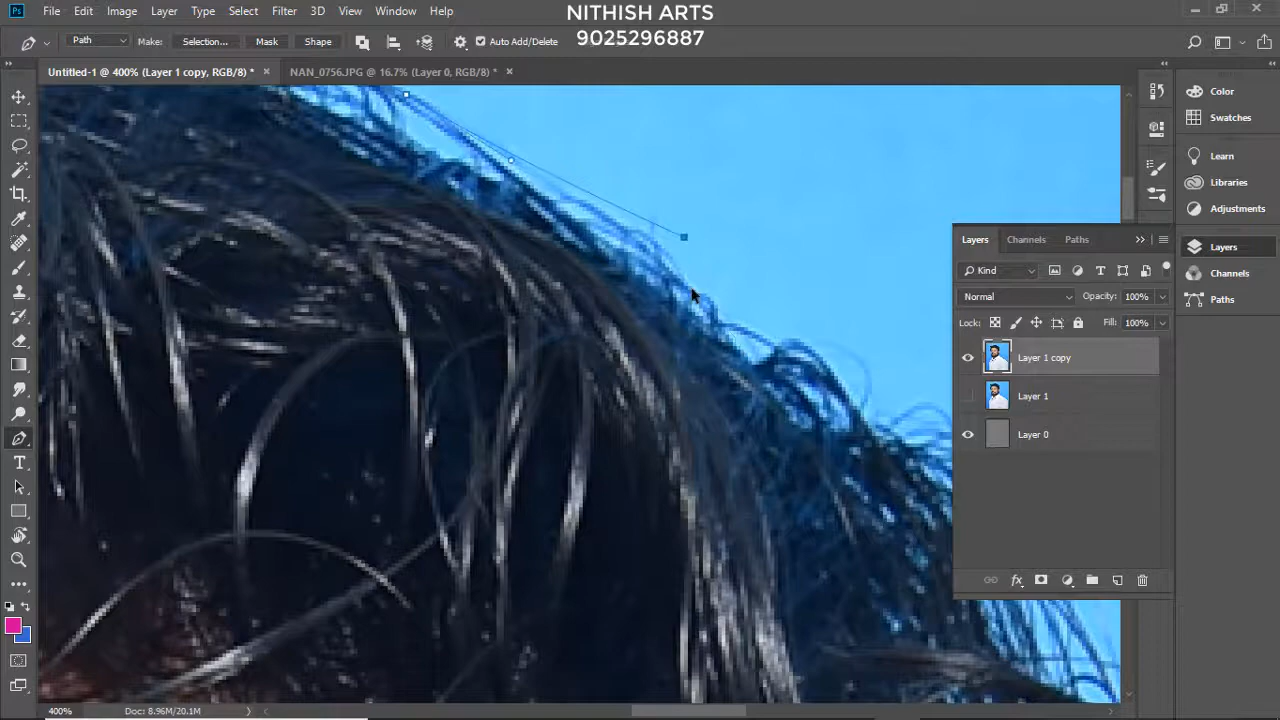 NITHISH ARTS
9025296887
Ps File Edit Image Layer Type Select Filter 3D View Window Help
Path Make: Selection... Mask Shape Auto Add/Delete
Untitled-1 @ 400% (Layer 1 copy, RGB/8) * × NAN_0756.JPG @ 16.7% (Layer 0, RGB/8) * ×
Color
Swatches
Learn
Libraries
Adjustments
Layers
Channels
Paths
Layers Channels Paths
Kind
Normal Opacity: 100%
Lock: Fill: 100%
Layer 1 copy
Layer 1
Layer 0
fx
400% Doc: 8.96M/20.1M